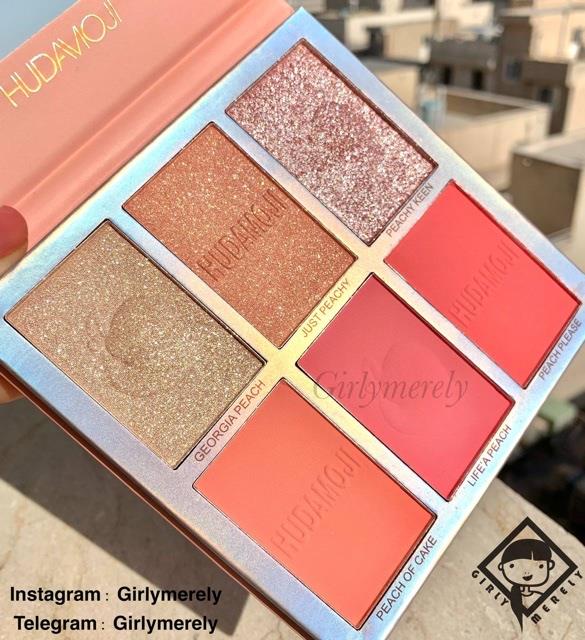 HUDAMOJI
PEACHY KEEN
HUDAMOJI
JUST PEACHY
HUDAMOJI
PEACH PLEASE
GEORGIA PEACH
Girlymerely
LIFE'A PEACH
HUDAMOJI
PEACH OF CAKE
Instagram : Girlymerely
Telegram : Girlymerely
GIRLY MERELY